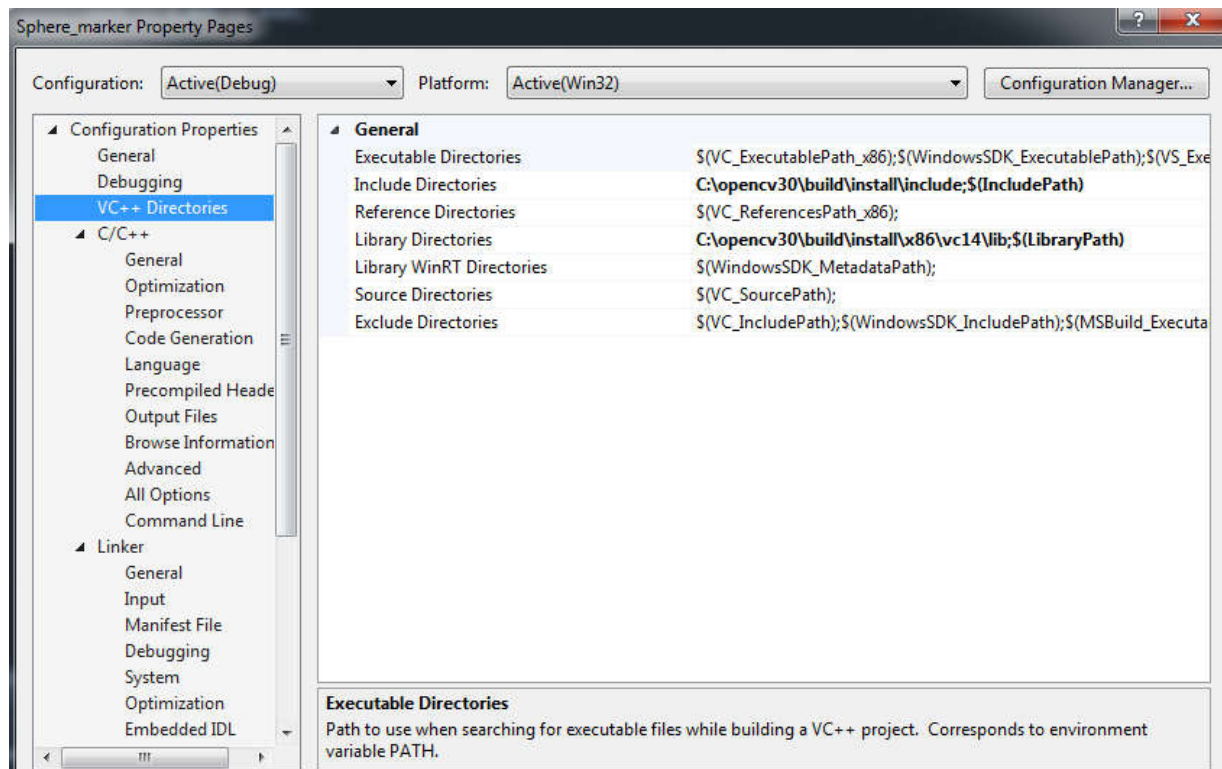 Sphere_marker Property Pages
Configuration: Active(Debug) Platform: Active(Win32) Configuration Manager...
Configuration Properties
General
Debugging
VC++ Directories
C/C++
General
Optimization
Preprocessor
Code Generation
Language
Precompiled Heade
Output Files
Browse Information
Advanced
All Options
Command Line
Linker
General
Input
Manifest File
Debugging
System
Optimization
Embedded IDL
General
Executable Directories $(VC_ExecutablePath_x86);$(WindowsSDK_ExecutablePath);$(VS_Exe
Include Directories C:\opencv30\build\install\include;$(IncludePath)
Reference Directories $(VC_ReferencesPath_x86);
Library Directories C:\opencv30\build\install\x86\vc14\lib;$(LibraryPath)
Library WinRT Directories $(WindowsSDK_MetadataPath);
Source Directories $(VC_SourcePath);
Exclude Directories $(VC_IncludePath);$(WindowsSDK_IncludePath);$(MSBuild_Executa
Executable Directories
Path to use when searching for executable files while building a VC++ project. Corresponds to environment
variable PATH.